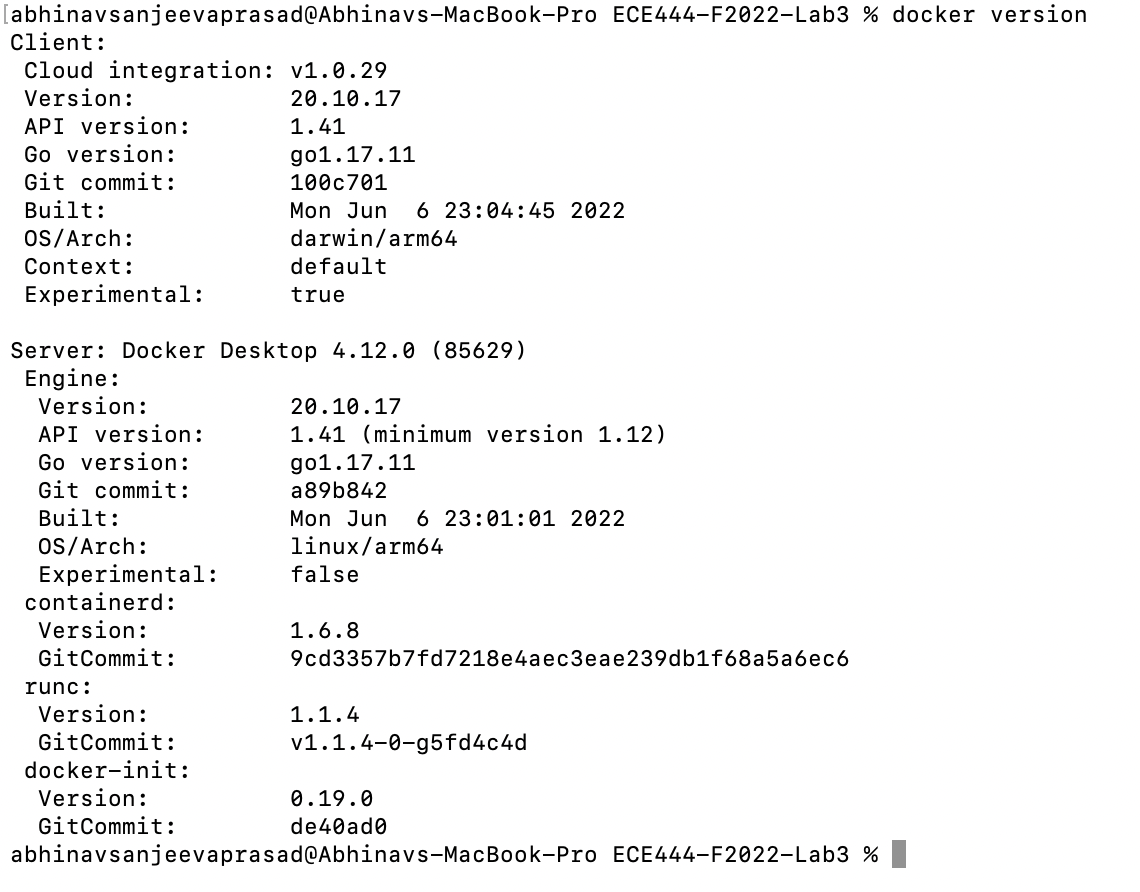 [abhinavsanjeevaprasad@Abhinavs-MacBook-Pro ECE444-F2022-Lab3 % docker version
Client:
 Cloud integration: v1.0.29
 Version:           20.10.17
 API version:       1.41
 Go version:        go1.17.11
 Git commit:        100c701
 Built:             Mon Jun  6 23:04:45 2022
 OS/Arch:           darwin/arm64
 Context:           default
 Experimental:      true

Server: Docker Desktop 4.12.0 (85629)
 Engine:
  Version:          20.10.17
  API version:      1.41 (minimum version 1.12)
  Go version:       go1.17.11
  Git commit:       a89b842
  Built:            Mon Jun  6 23:01:01 2022
  OS/Arch:          linux/arm64
  Experimental:     false
 containerd:
  Version:          1.6.8
  GitCommit:        9cd3357b7fd7218e4aec3eae239db1f68a5a6ec6
 runc:
  Version:          1.1.4
  GitCommit:        v1.1.4-0-g5fd4c4d
 docker-init:
  Version:          0.19.0
  GitCommit:        de40ad0
abhinavsanjeevaprasad@Abhinavs-MacBook-Pro ECE444-F2022-Lab3 %